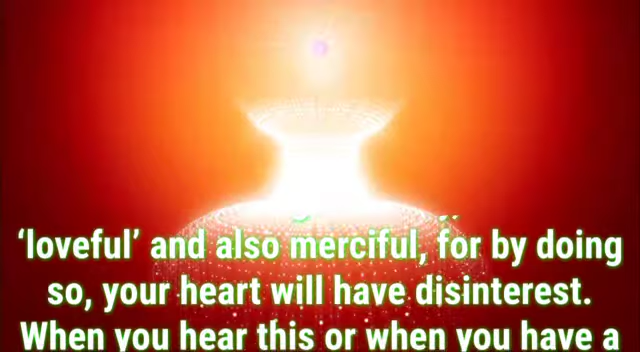 ‘loveful’ and also merciful, for by doing
so, your heart will have disinterest.
When you hear this or when you have a